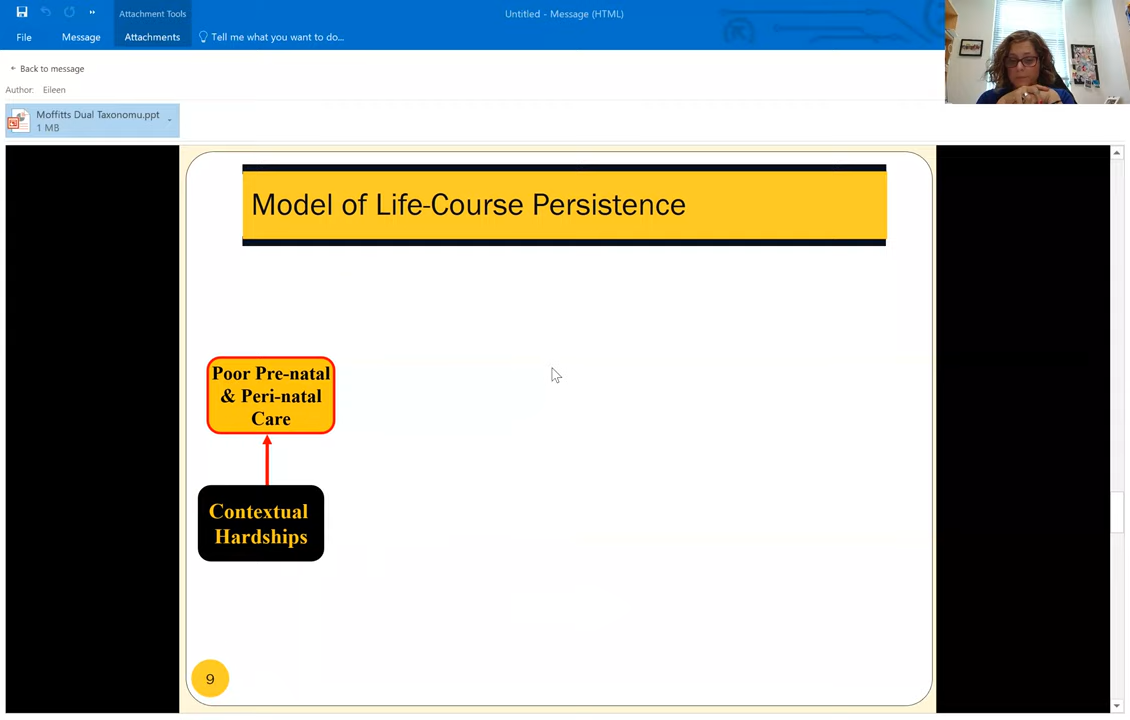 Attachment Tools
Untitled - Message (HTML)
File
Message
Attachments
Tell me what you want to do...
Back to message
Author:
Eileen
Moffitts Dual Taxonomu.ppt
1 MB
Model of Life-Course Persistence
Poor Pre-natal
& Peri-natal
Care
Contextual
Hardships
9